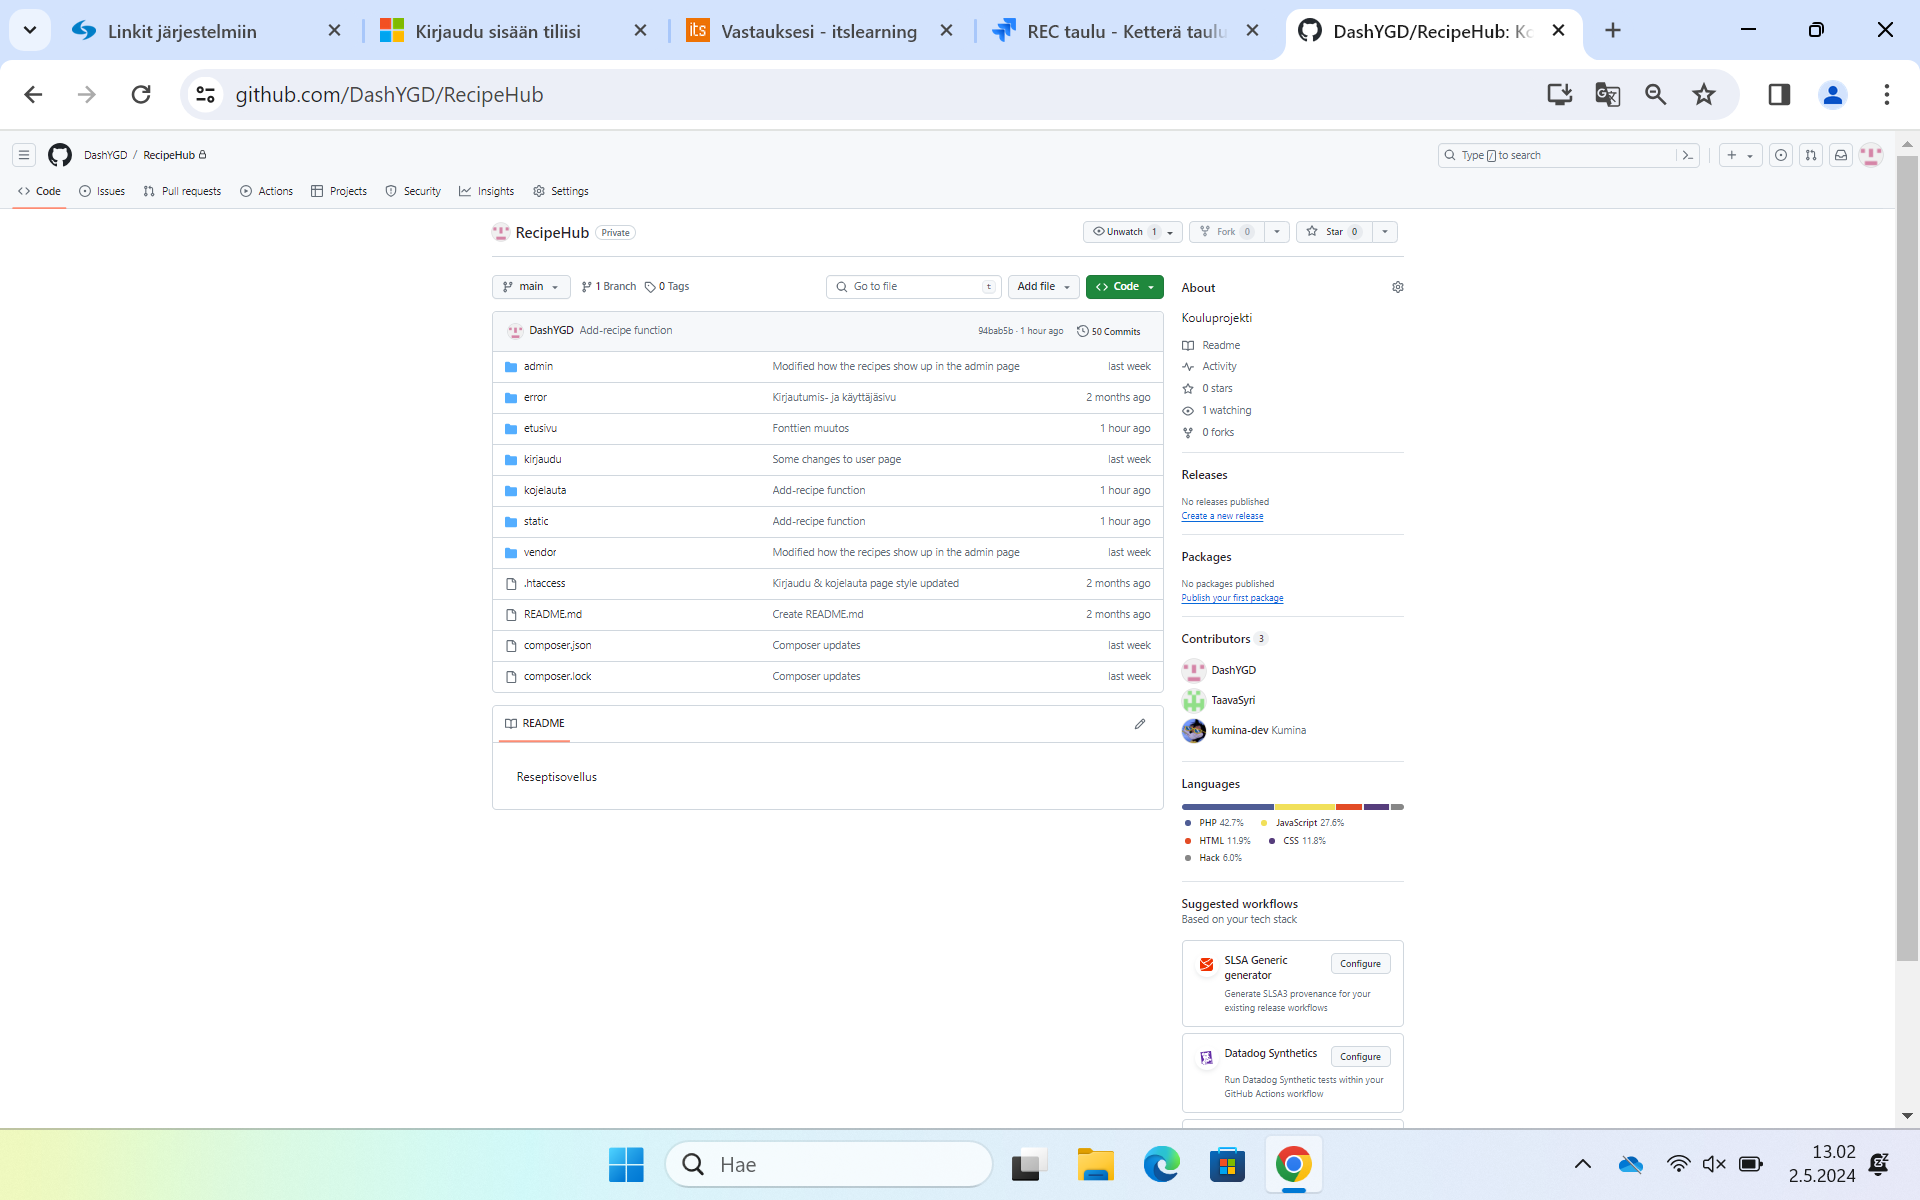 Linkit järjestelmiin
Kirjaudu sisään tiliisi
its Vastauksesi - itslearning
REC taulu - Ketterä taulu
DashYGD/RecipeHub: Ko
github.com/DashYGD/RecipeHub
DashYGD / RecipeHub
Type / to search
Code Issues Pull requests Actions Projects Security Insights Settings
RecipeHub Private
Unwatch 1 Fork 0 Star 0
main 1 Branch 0 Tags
Go to file t
Add file
Code
DashYGD Add-recipe function 94bab5b · 1 hour ago 50 Commits
admin Modified how the recipes show up in the admin page last week
error Kirjautumis- ja käyttäjäsivu 2 months ago
etusivu Fonttien muutos 1 hour ago
kirjaudu Some changes to user page last week
kojelauta Add-recipe function 1 hour ago
static Add-recipe function 1 hour ago
vendor Modified how the recipes show up in the admin page last week
.htaccess Kirjaudu & kojelauta page style updated 2 months ago
README.md Create README.md 2 months ago
composer.json Composer updates last week
composer.lock Composer updates last week
README
Reseptisovellus
About
Kouluprojekti
Readme
Activity
0 stars
1 watching
0 forks
Releases
No releases published
Create a new release
Packages
No packages published
Publish your first package
Contributors 3
DashYGD
TaavaSyri
kumina-dev Kumina
Languages
PHP 42.7% JavaScript 27.6%
HTML 11.9% CSS 11.8%
Hack 6.0%
Suggested workflows
Based on your tech stack
SLSA Generic
generator
Configure
Generate SLSA3 provenance for your
existing release workflows
Datadog Synthetics
Configure
Run Datadog Synthetic tests within your
GitHub Actions workflow
Hae
13.02
2.5.2024